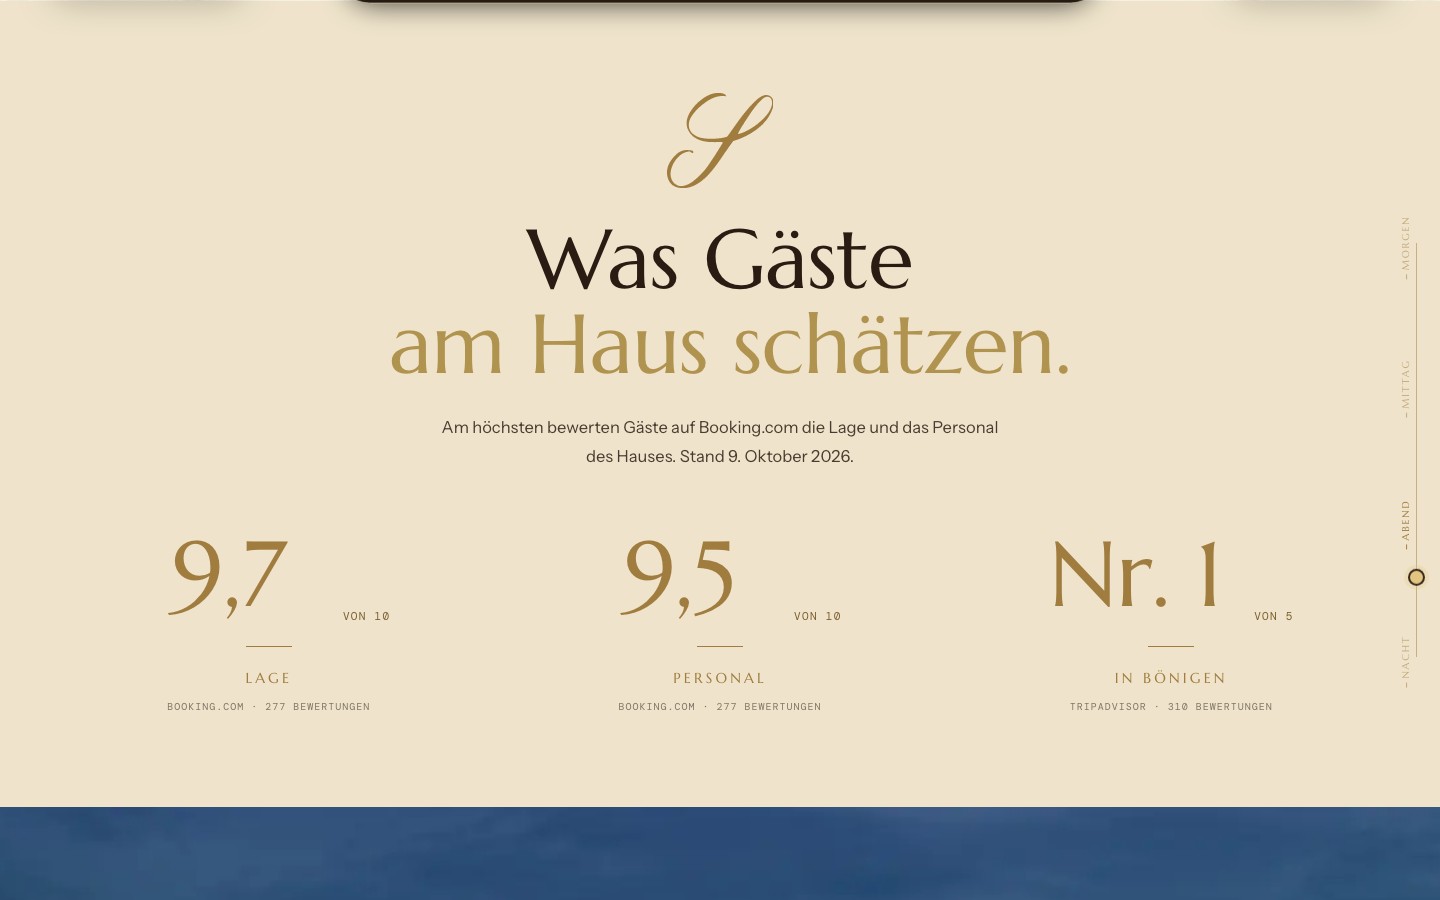 S
Was Gäste
am Haus schätzen.
Am höchsten bewerten Gäste auf Booking.com die Lage und das Personal
des Hauses. Stand 9. Oktober 2026.
9,7 VON 10
LAGE
BOOKING.COM · 277 BEWERTUNGEN
9,5 VON 10
PERSONAL
BOOKING.COM · 277 BEWERTUNGEN
Nr. 1 VON 5
IN BÖNIGEN
TRIPADVISOR · 310 BEWERTUNGEN
– MORGEN
– MITTAG
– ABEND
– NACHT